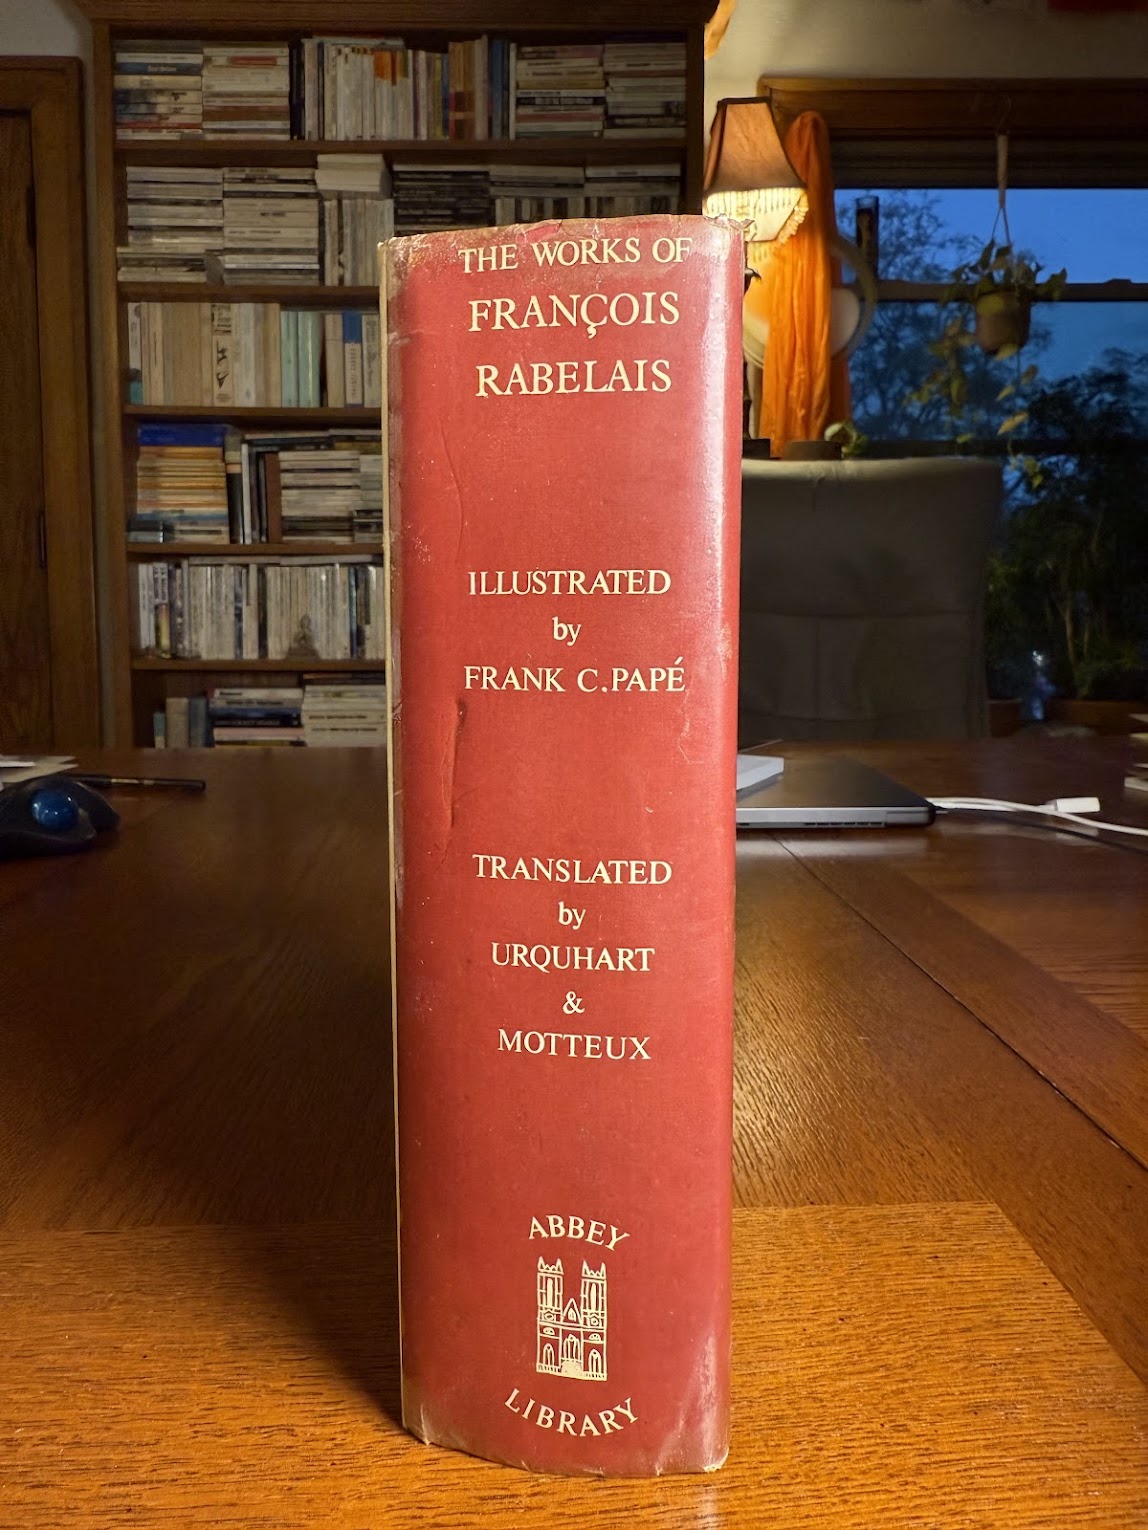 THE WORKS OF
FRANÇOIS
RABELAIS
ILLUSTRATED
by
FRANK C. PAPÉ
TRANSLATED
by
URQUHART
&
MOTTEUX
ABBEY
LIBRARY